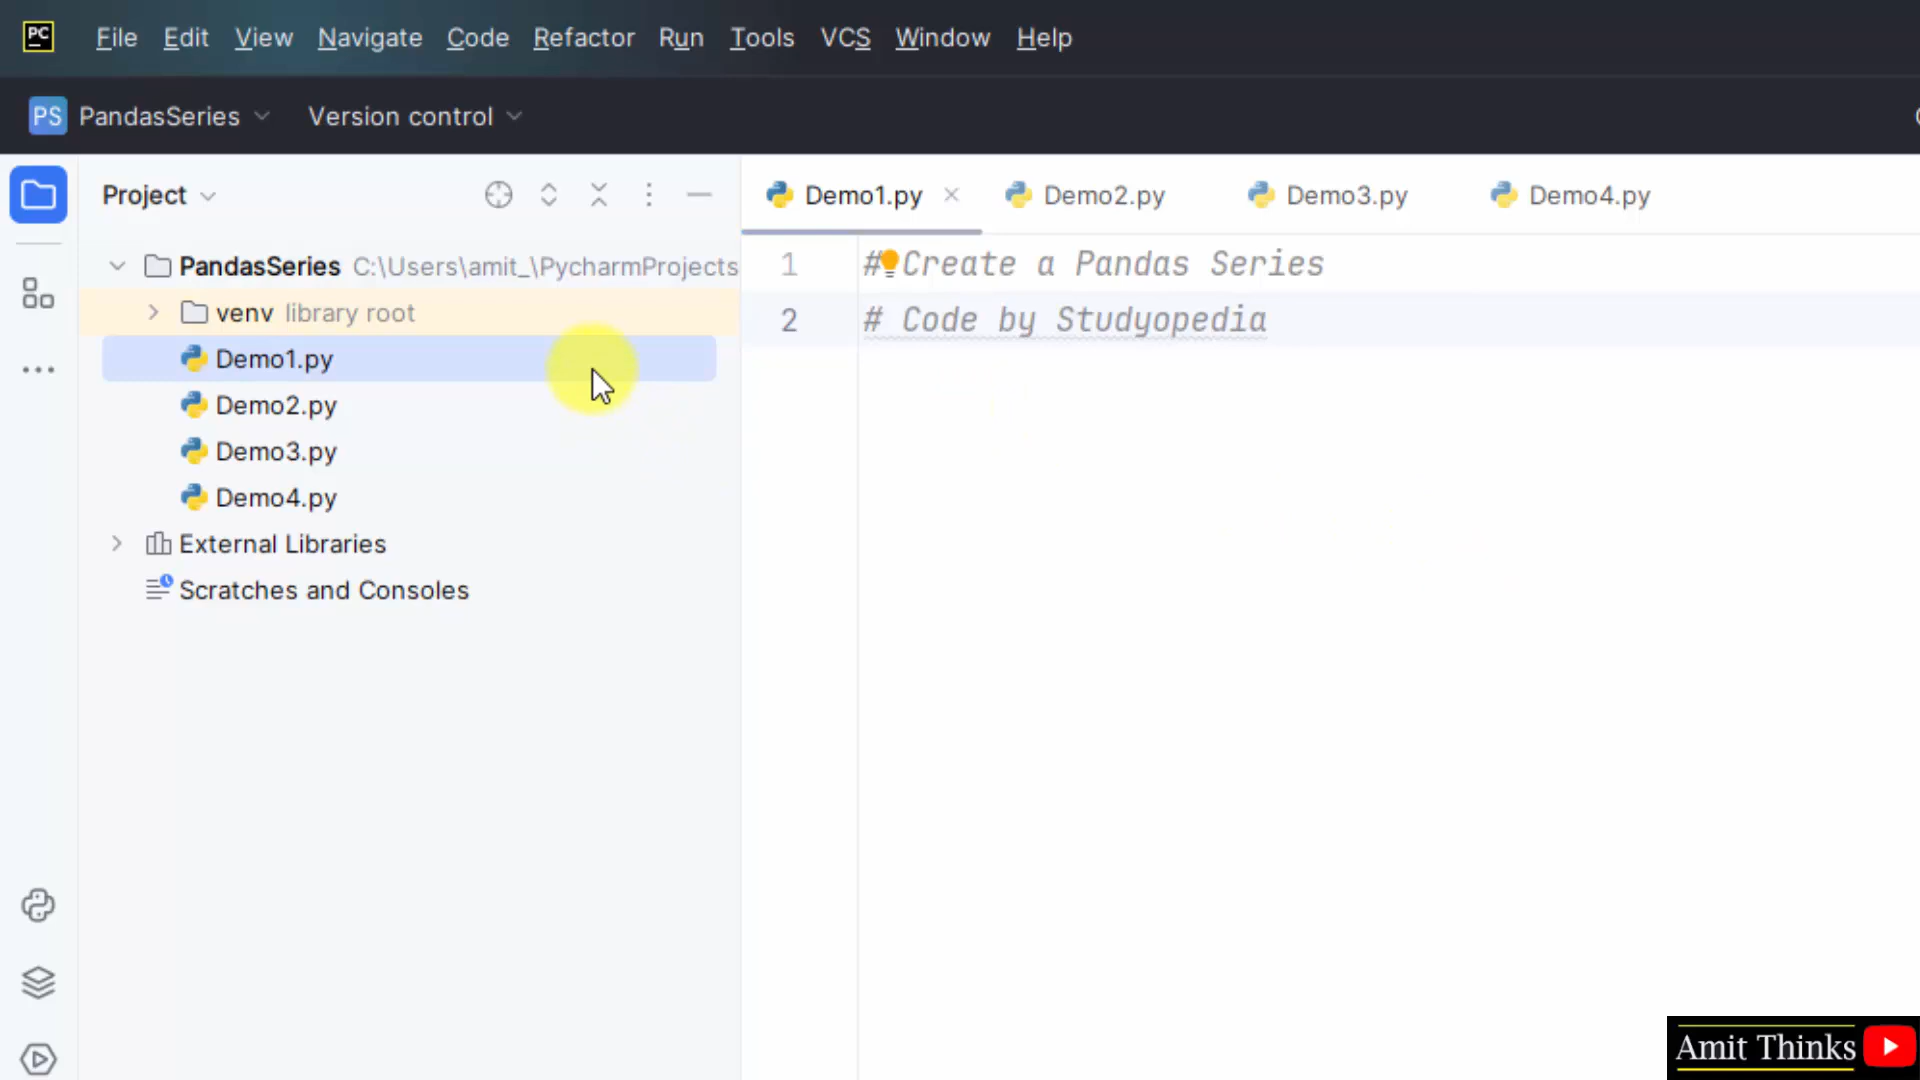 PC
File Edit View Navigate Code Refactor Run Tools VCS Window Help
PS PandasSeries Version control
Project
Demo1.py Demo2.py Demo3.py Demo4.py
PandasSeries C:\Users\amit_\PycharmProjects
venv library root
Demo1.py
Demo2.py
Demo3.py
Demo4.py
External Libraries
Scratches and Consoles
1 # Create a Pandas Series
2 # Code by Studyopedia
Amit Thinks